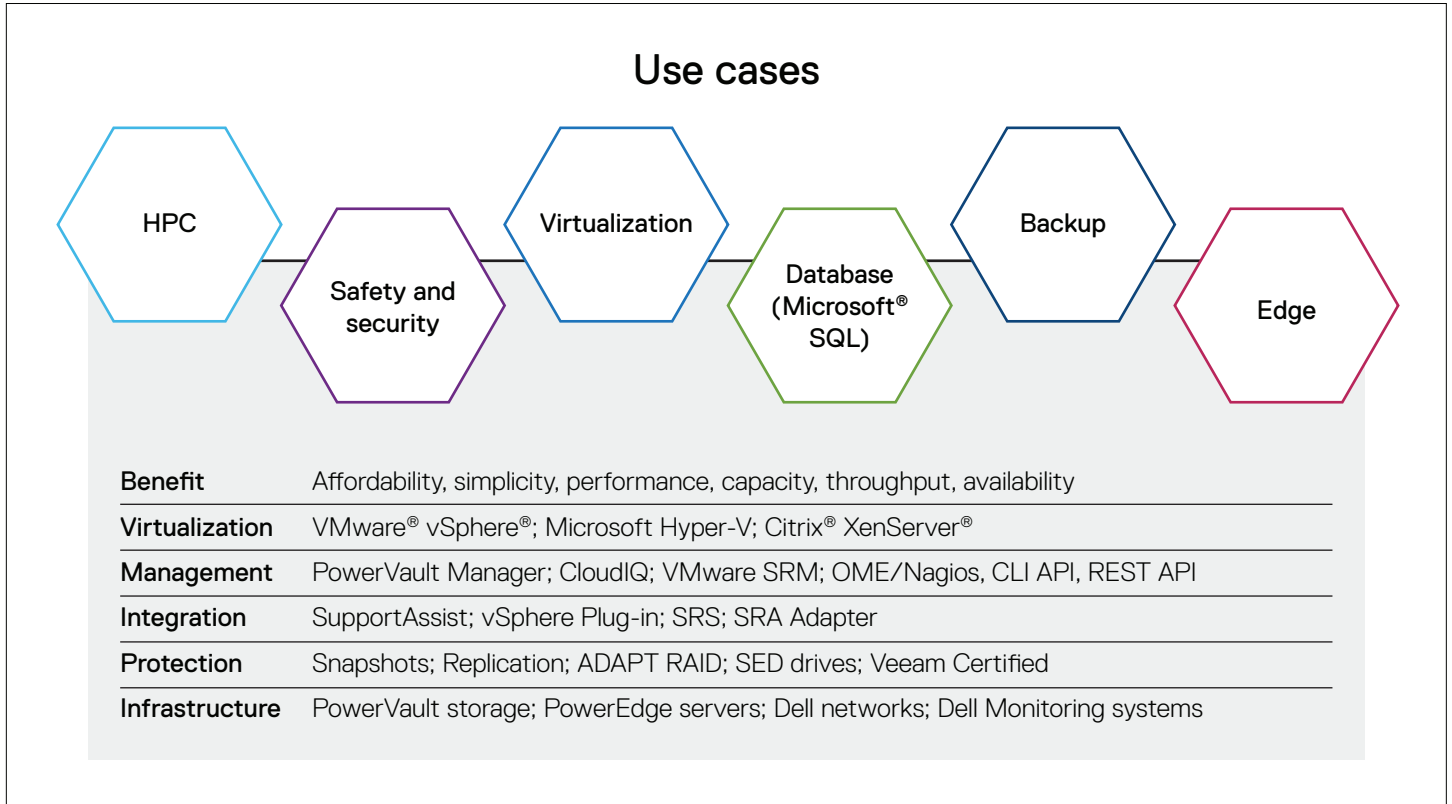 Use cases
HPC
Safety and
security
Virtualization
Database
(Microsoft®
SQL)
Backup
Edge
Benefit Affordability, simplicity, performance, capacity, throughput, availability
Virtualization VMware® vSphere®; Microsoft Hyper-V; Citrix® XenServer®
Management PowerVault Manager; CloudIQ; VMware SRM; OME/Nagios, CLI API, REST API
Integration SupportAssist; vSphere Plug-in; SRS; SRA Adapter
Protection Snapshots; Replication; ADAPT RAID; SED drives; Veeam Certified
Infrastructure PowerVault storage; PowerEdge servers; Dell networks; Dell Monitoring systems